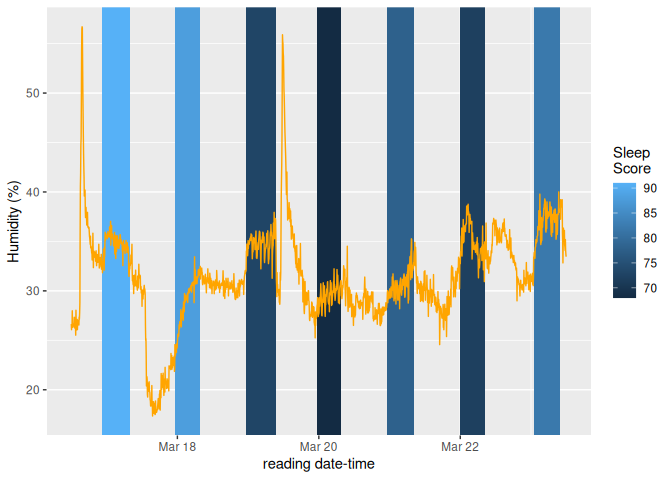 50
40
30
20
Humidity (%)
Mar 18
Mar 20
Mar 22
reading date-time
Sleep
Score
90
85
80
75
70